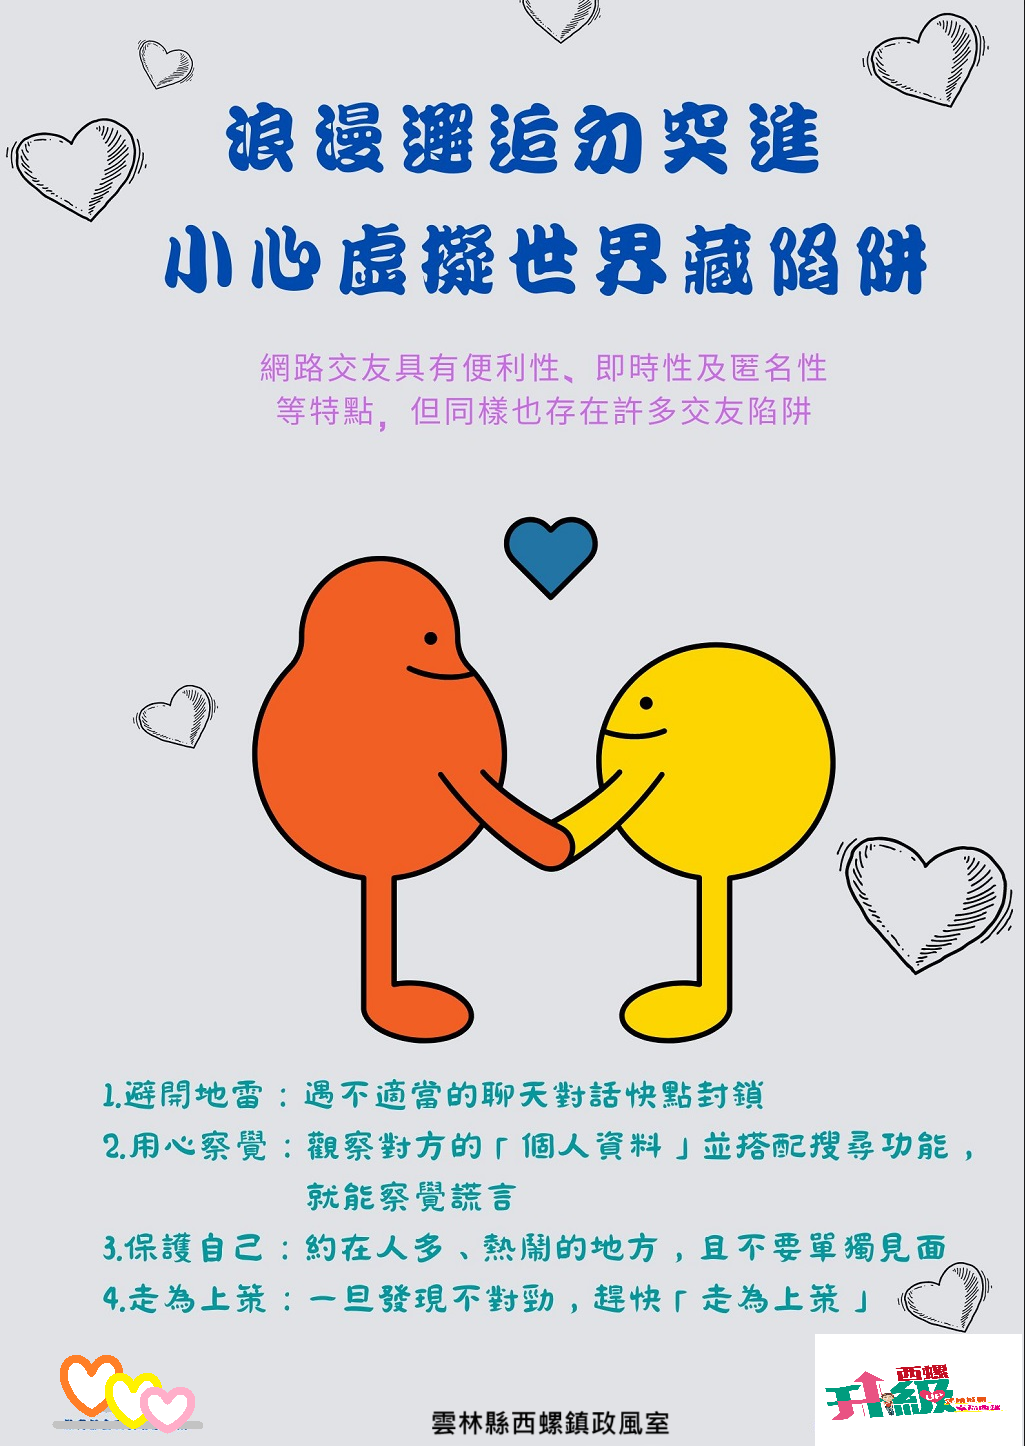 浪漫邂逅勿突進
小心虛擬世界藏陷阱
網路交友具有便利性、即時性及匿名性
等特點，但同樣也存在許多交友陷阱
1.避開地雷：遇不適當的聊天對話快點封鎖
2.用心察覺：觀察對方的「個人資料」並搭配搜尋功能，
就能察覺謊言
3.保護自己：約在人多、熱鬧的地方，且不要單獨見面
4.走為上策：一旦發現不對勁，趕快「走為上策」
西螺
升級
UP
雲林縣西螺鎮政風室